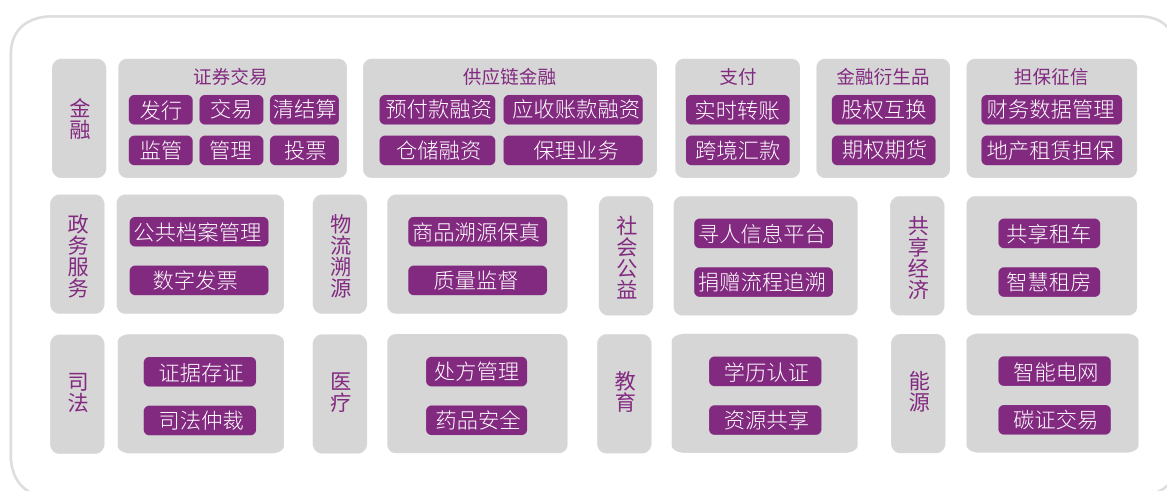 金融
证券交易
发行
交易
清结算
监管
管理
投票
供应链金融
预付款融资
应收账款融资
仓储融资
保理业务
支付
实时转账
跨境汇款
金融衍生品
股权互换
期权期货
担保征信
财务数据管理
地产租赁担保
政务服务
公共档案管理
数字发票
物流溯源
商品溯源保真
质量监督
社会公益
寻人信息平台
捐赠流程追溯
共享经济
共享租车
智慧租房
司法
证据存证
司法仲裁
医疗
处方管理
药品安全
教育
学历认证
资源共享
能源
智能电网
碳证交易